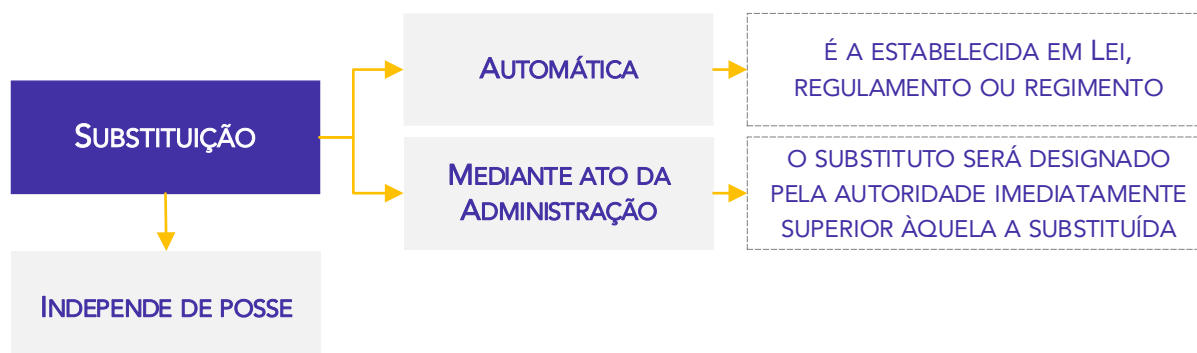 SUBSTITUIÇÃO
AUTOMÁTICA
É A ESTABELECIDA EM LEI,
REGULAMENTO OU REGIMENTO
MEDIANTE ATO DA
ADMINISTRAÇÃO
O SUBSTITUTO SERÁ DESIGNADO
PELA AUTORIDADE IMEDIATAMENTE
SUPERIOR ÀQUELA A SUBSTITUÍDA
INDEPENDE DE POSSE